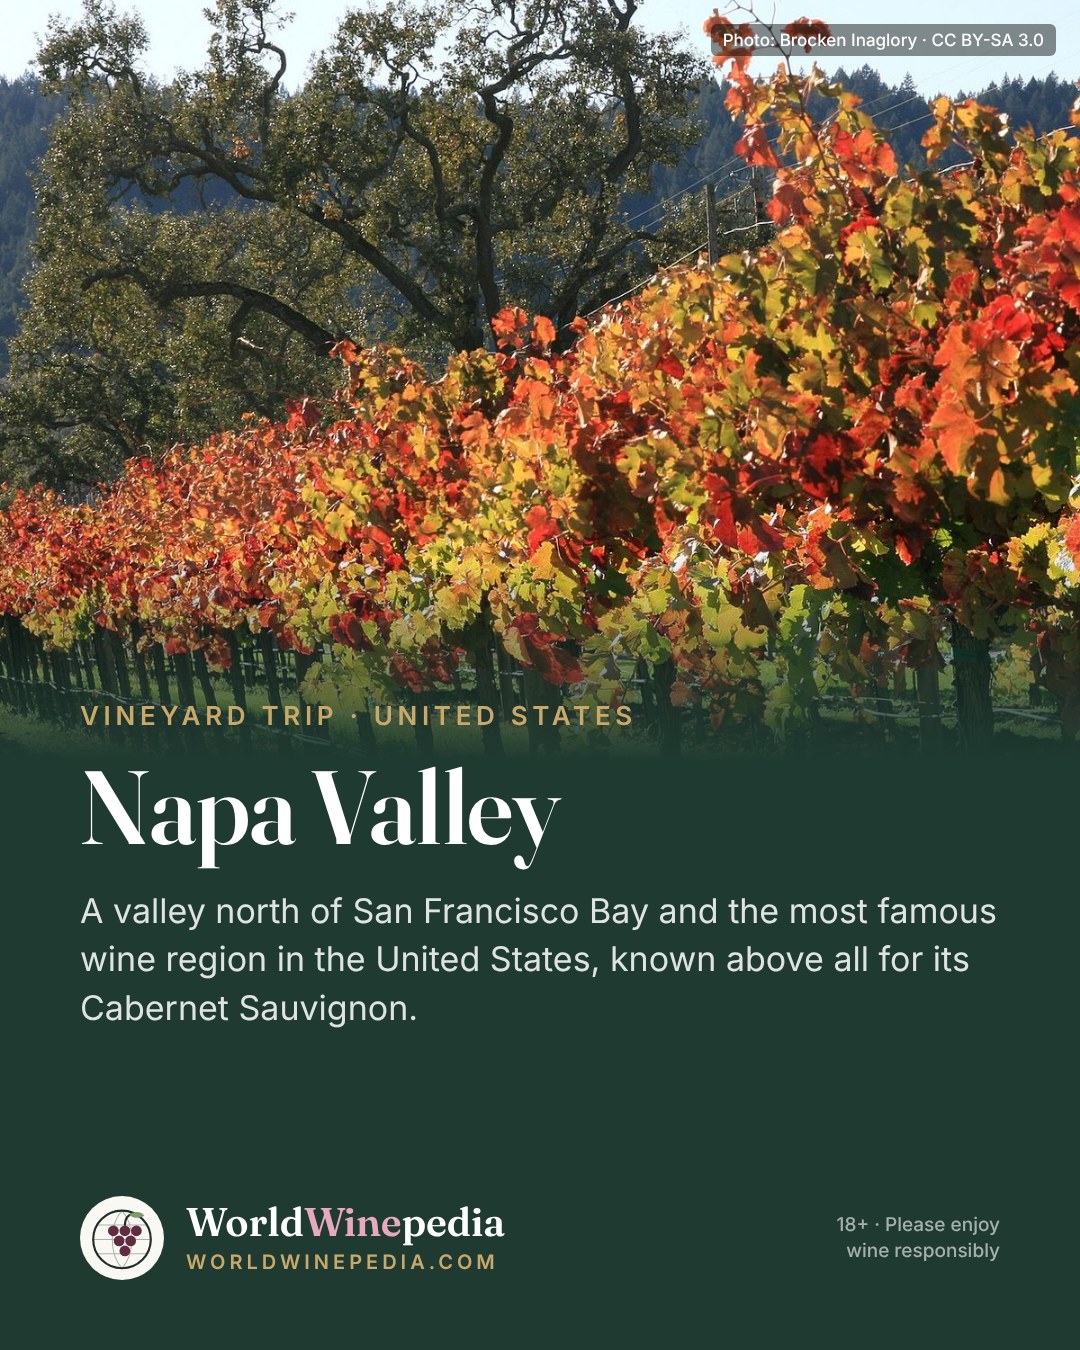 Photo: Brocken Inaglory · CC BY-SA 3.0
VINEYARD TRIP · UNITED STATES
Napa Valley
A valley north of San Francisco Bay and the most famous
wine region in the United States, known above all for its
Cabernet Sauvignon.
WorldWinepedia
WORLDWINEPEDIA.COM
18+ · Please enjoy
wine responsibly